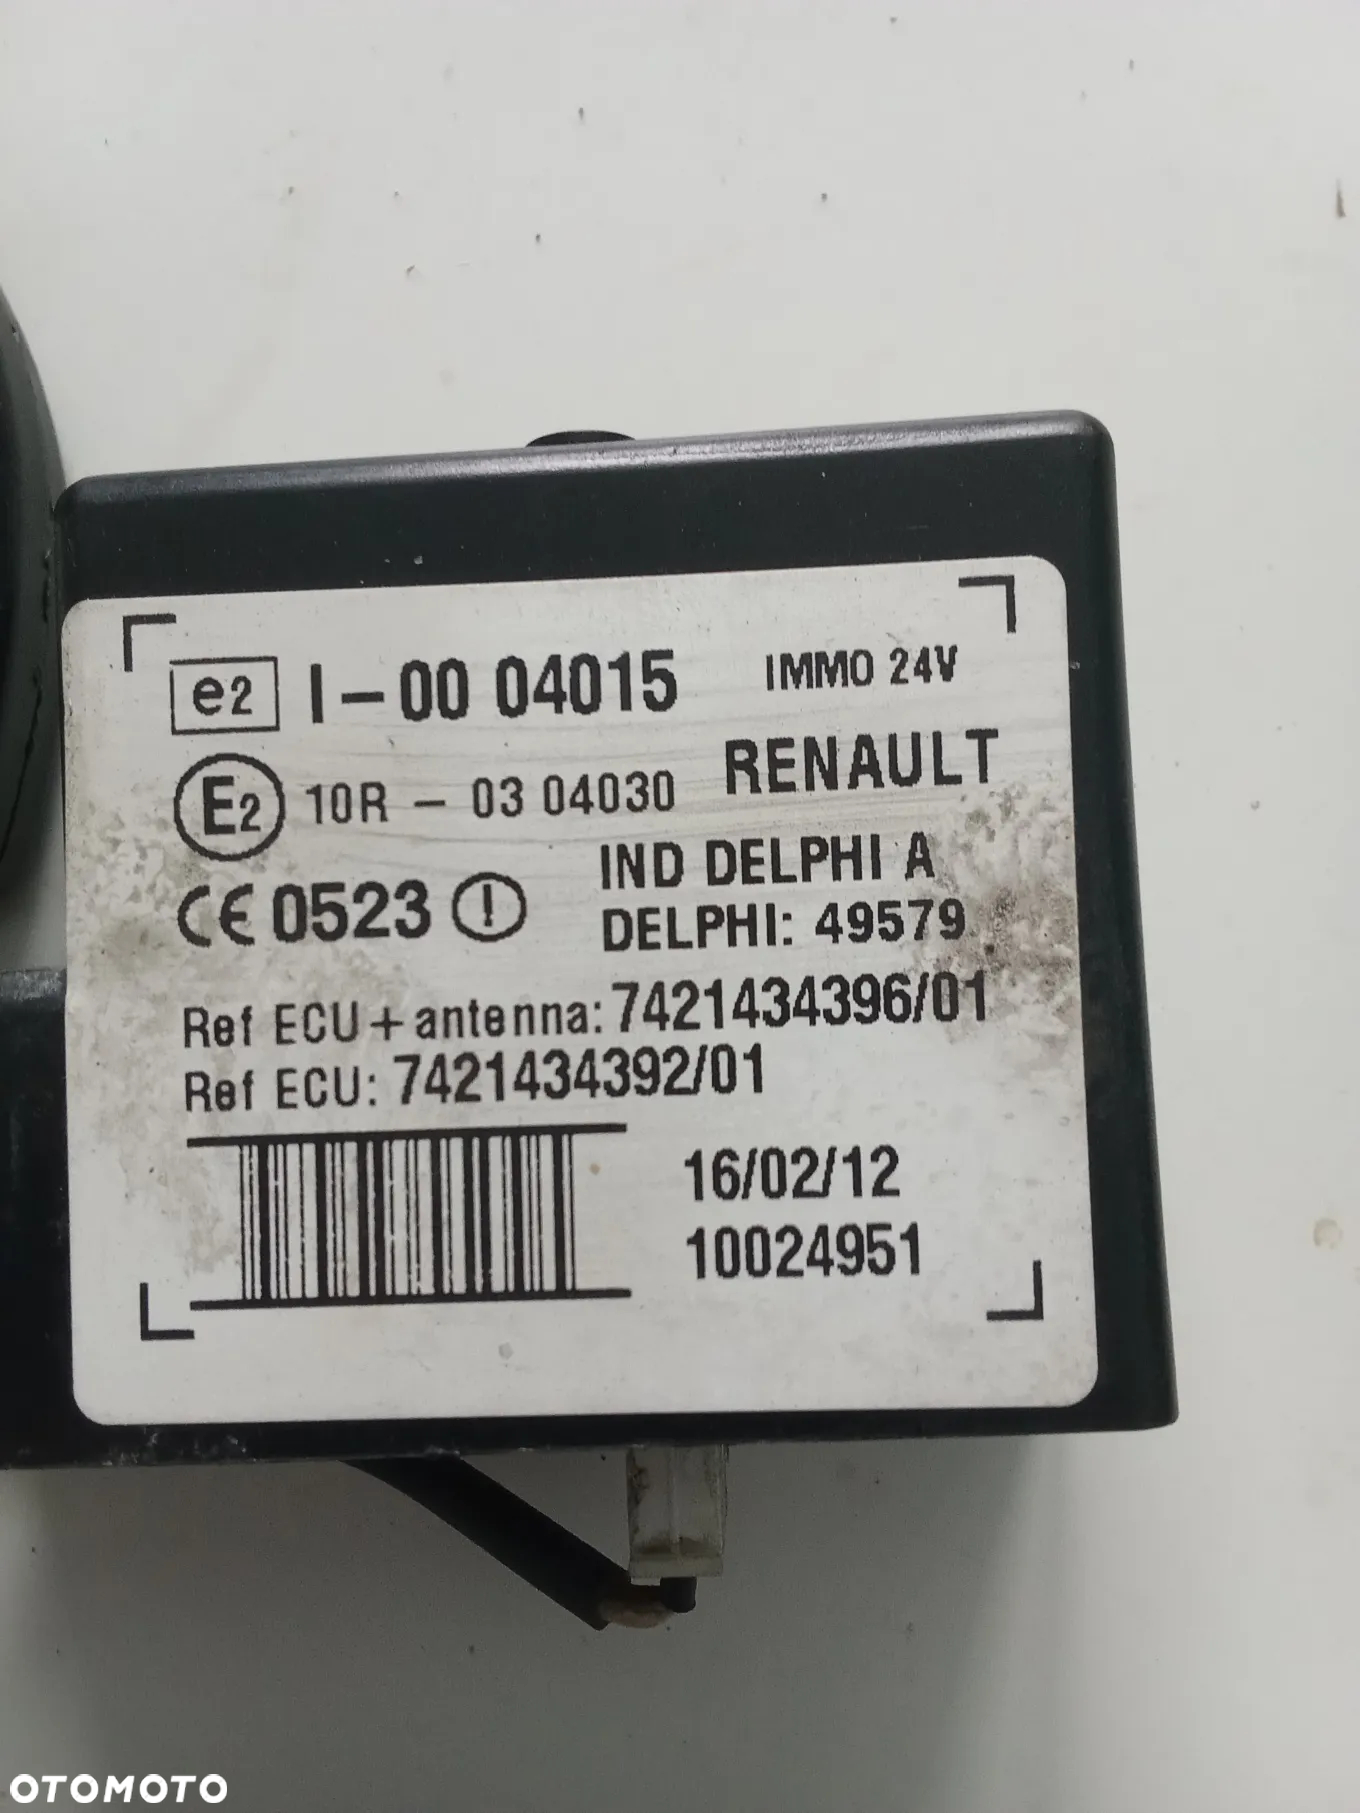 e2 I-00 04015 IMMO 24V
E2 10R - 03 04030 RENAULT
IND DELPHI A
CE 0523 ! DELPHI: 49579
Ref ECU + antenna: 7421434396/01
Ref ECU: 7421434392/01
16/02/12
10024951
OTOMOTO